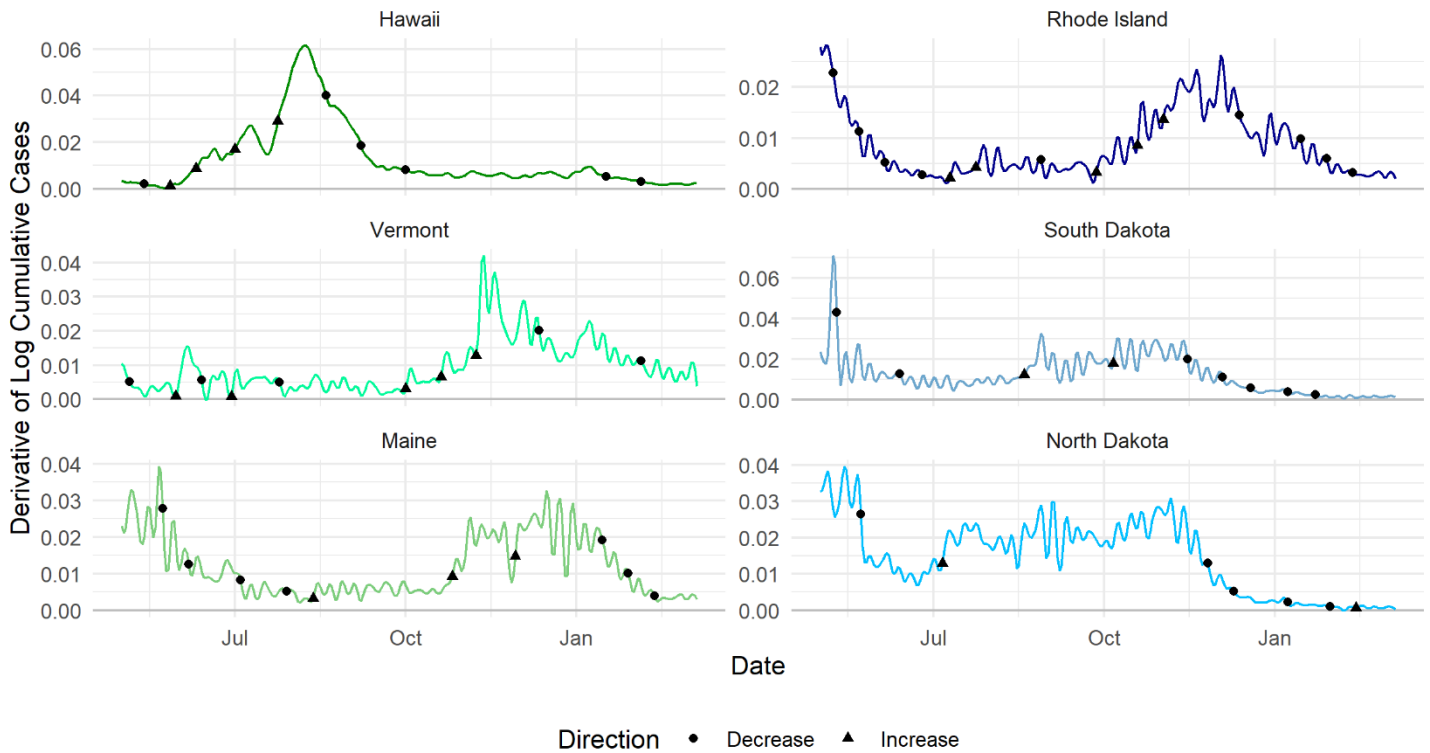 Hawaii
Rhode Island
0.06
0.04
0.02
0.00
0.02
0.01
0.00
Vermont
South Dakota
0.04
0.03
0.02
0.01
0.00
0.06
0.04
0.02
0.00
Maine
North Dakota
0.04
0.03
0.02
0.01
0.00
0.04
0.03
0.02
0.01
0.00
Jul Oct Jan
Jul Oct Jan
Derivative of Log Cumulative Cases
Date
Direction Decrease Increase